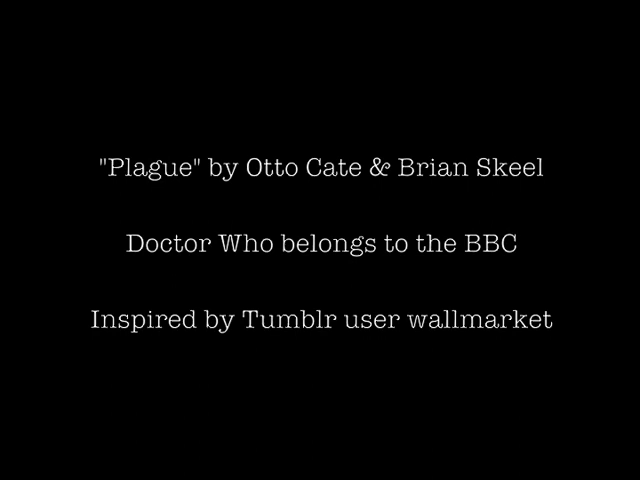 "Plague" by Otto Cate & Brian Skeel
Doctor Who belongs to the BBC
Inspired by Tumblr user wallmarket